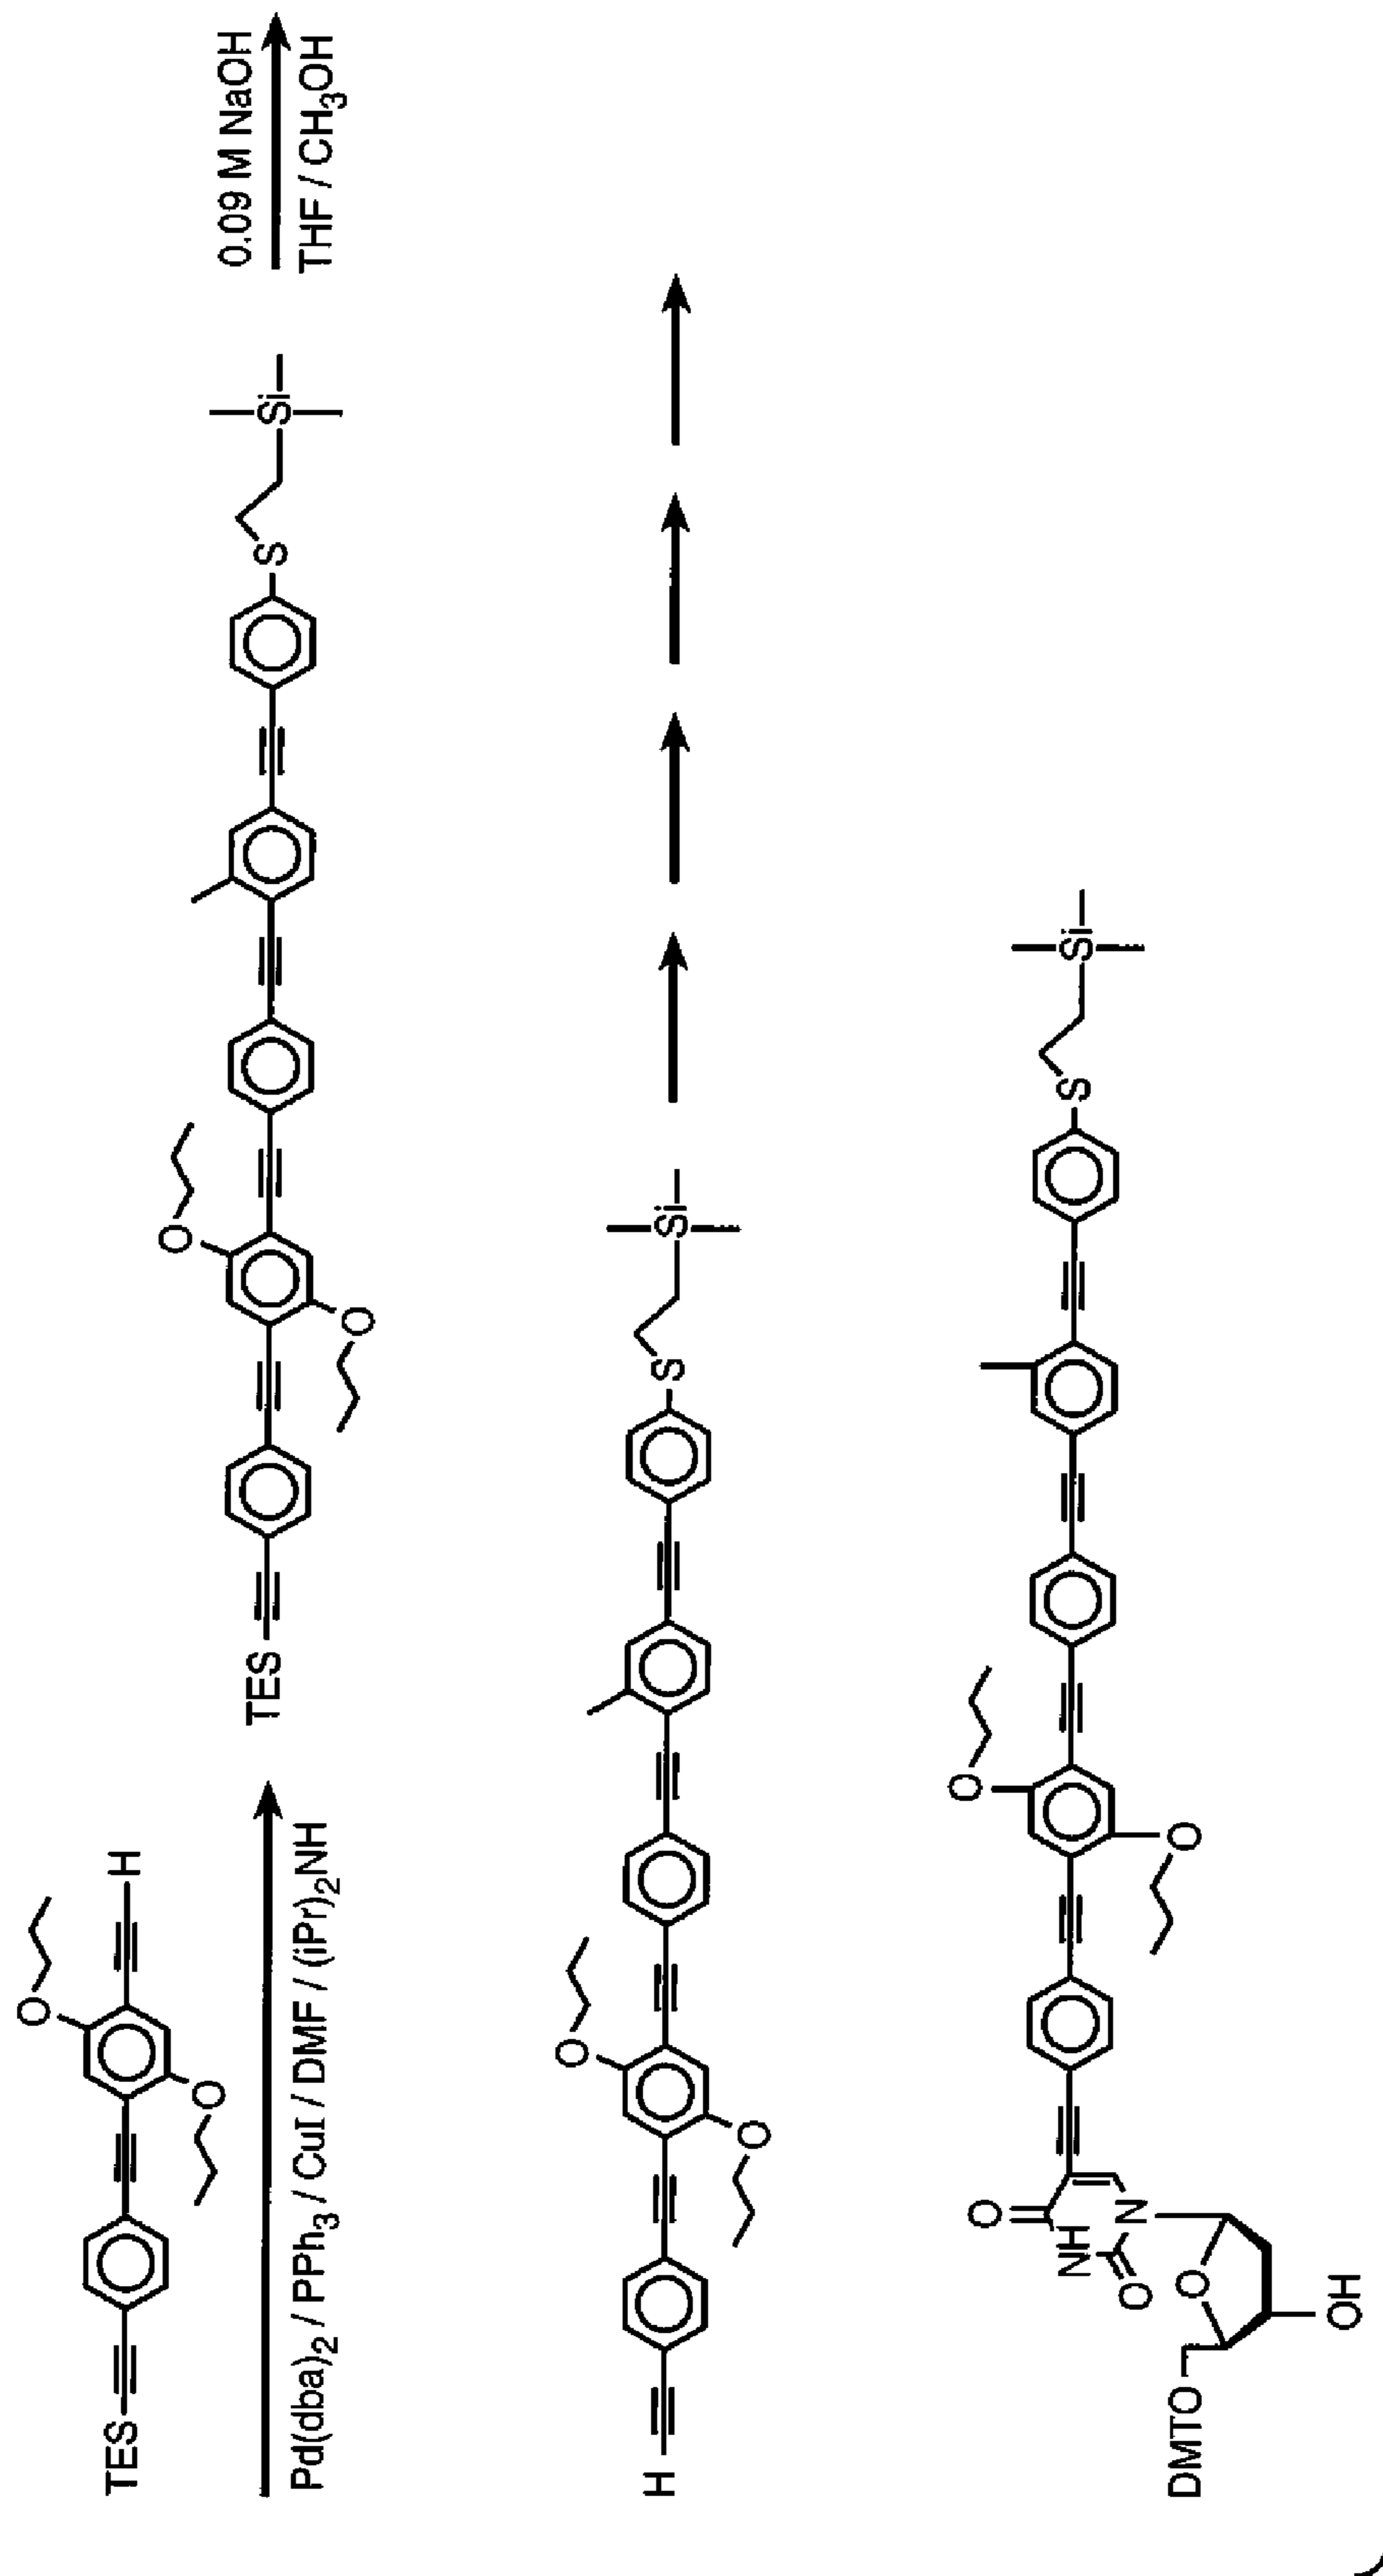 TES
H
O
O
Pd(dba)2 / PPh3 / CuI / DMF / (iPr)2NH
TES
O
O
S
Si
0.09 M NaOH
THF / CH3OH
H
O
O
S
Si
O
NH
N
O
O
DMTO
OH
O
O
S
Si